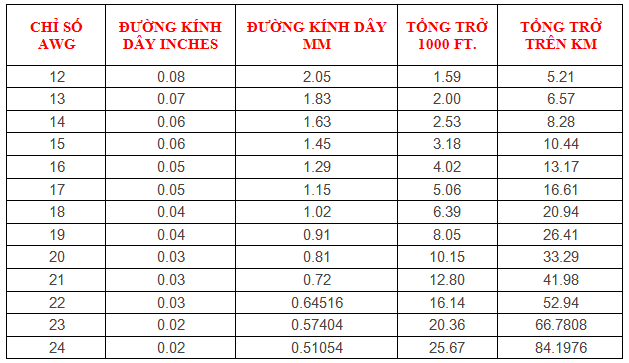 CHỈ SỐ AWG | ĐƯỜNG KÍNH DÂY INCHES | ĐƯỜNG KÍNH DÂY MM | TỔNG TRỞ 1000 FT. | TỔNG TRỞ TRÊN KM
12 | 0.08 | 2.05 | 1.59 | 5.21
13 | 0.07 | 1.83 | 2.00 | 6.57
14 | 0.06 | 1.63 | 2.53 | 8.28
15 | 0.06 | 1.45 | 3.18 | 10.44
16 | 0.05 | 1.29 | 4.02 | 13.17
17 | 0.05 | 1.15 | 5.06 | 16.61
18 | 0.04 | 1.02 | 6.39 | 20.94
19 | 0.04 | 0.91 | 8.05 | 26.41
20 | 0.03 | 0.81 | 10.15 | 33.29
21 | 0.03 | 0.72 | 12.80 | 41.98
22 | 0.03 | 0.64516 | 16.14 | 52.94
23 | 0.02 | 0.57404 | 20.36 | 66.7808
24 | 0.02 | 0.51054 | 25.67 | 84.1976